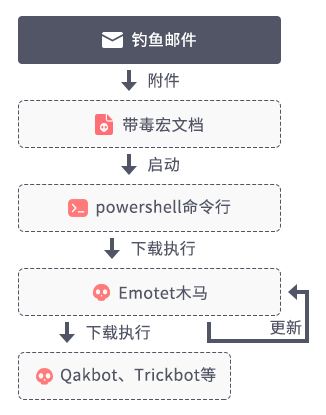 钓鱼邮件
附件
带毒宏文档
启动
powershell命令行
下载执行
Emotet木马
更新
下载执行
Qakbot、Trickbot等